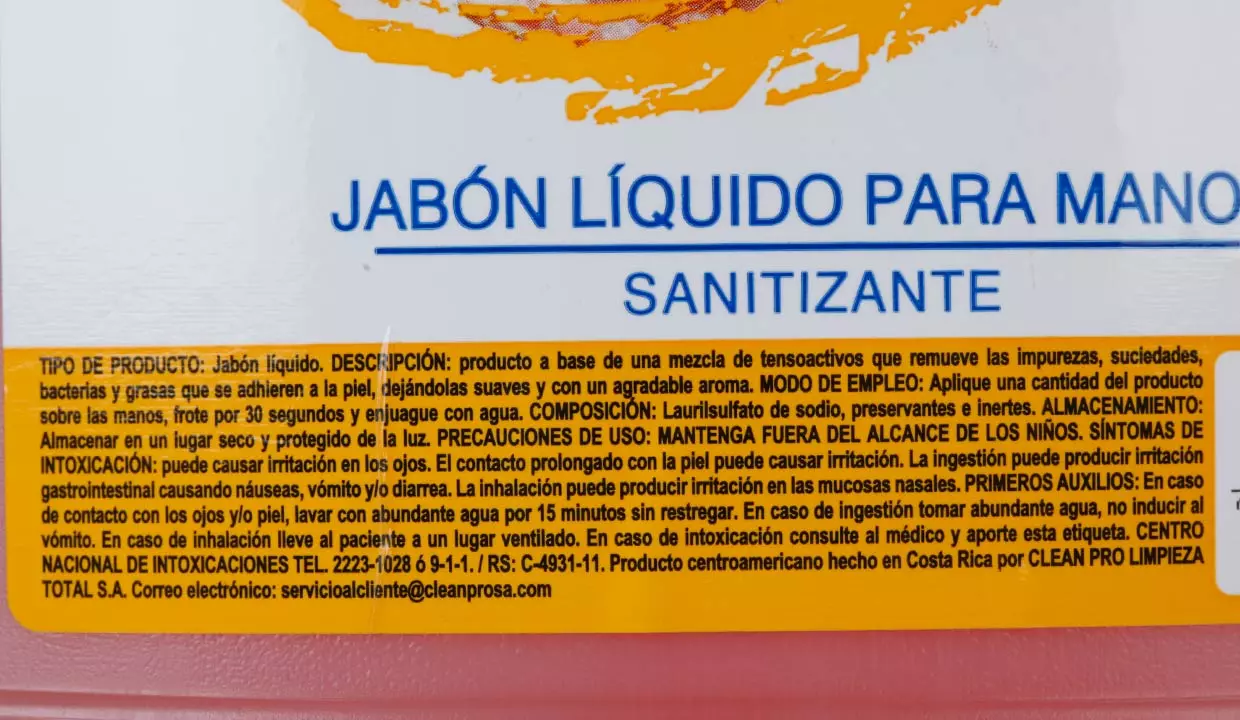 JABÓN LÍQUIDO PARA MANO
SANITIZANTE
TIPO DE PRODUCTO: Jabón líquido. DESCRIPCIÓN: producto a base de una mezcla de tensoactivos que remueve las impurezas, suciedades,
bacterias y grasas que se adhieren a la piel, dejándolas suaves y con un agradable aroma. MODO DE EMPLEO: Aplique una cantidad del producto
sobre las manos, frote por 30 segundos y enjuague con agua. COMPOSICIÓN: Laurilsulfato de sodio, preservantes e inertes. ALMACENAMIENTO:
Almacenar en un lugar seco y protegido de la luz. PRECAUCIONES DE USO: MANTENGA FUERA DEL ALCANCE DE LOS NIÑOS. SÍNTOMAS DE
INTOXICACIÓN: puede causar irritación en los ojos. El contacto prolongado con la piel puede causar irritación. La ingestión puede producir irritación
gastrointestinal causando náuseas, vómito y/o diarrea. La inhalación puede producir irritación en las mucosas nasales. PRIMEROS AUXILIOS: En caso
de contacto con los ojos y/o piel, lavar con abundante agua por 15 minutos sin restregar. En caso de ingestión tomar abundante agua, no inducir al
vómito. En caso de inhalación lleve al paciente a un lugar ventilado. En caso de intoxicación consulte al médico y aporte esta etiqueta. CENTRO
NACIONAL DE INTOXICACIONES TEL. 2223-1028 ó 9-1-1. / RS: C-4931-11. Producto centroamericano hecho en Costa Rica por CLEAN PRO LIMPIEZA
TOTAL S.A. Correo electrónico: servicioalcliente@cleanprosa.com